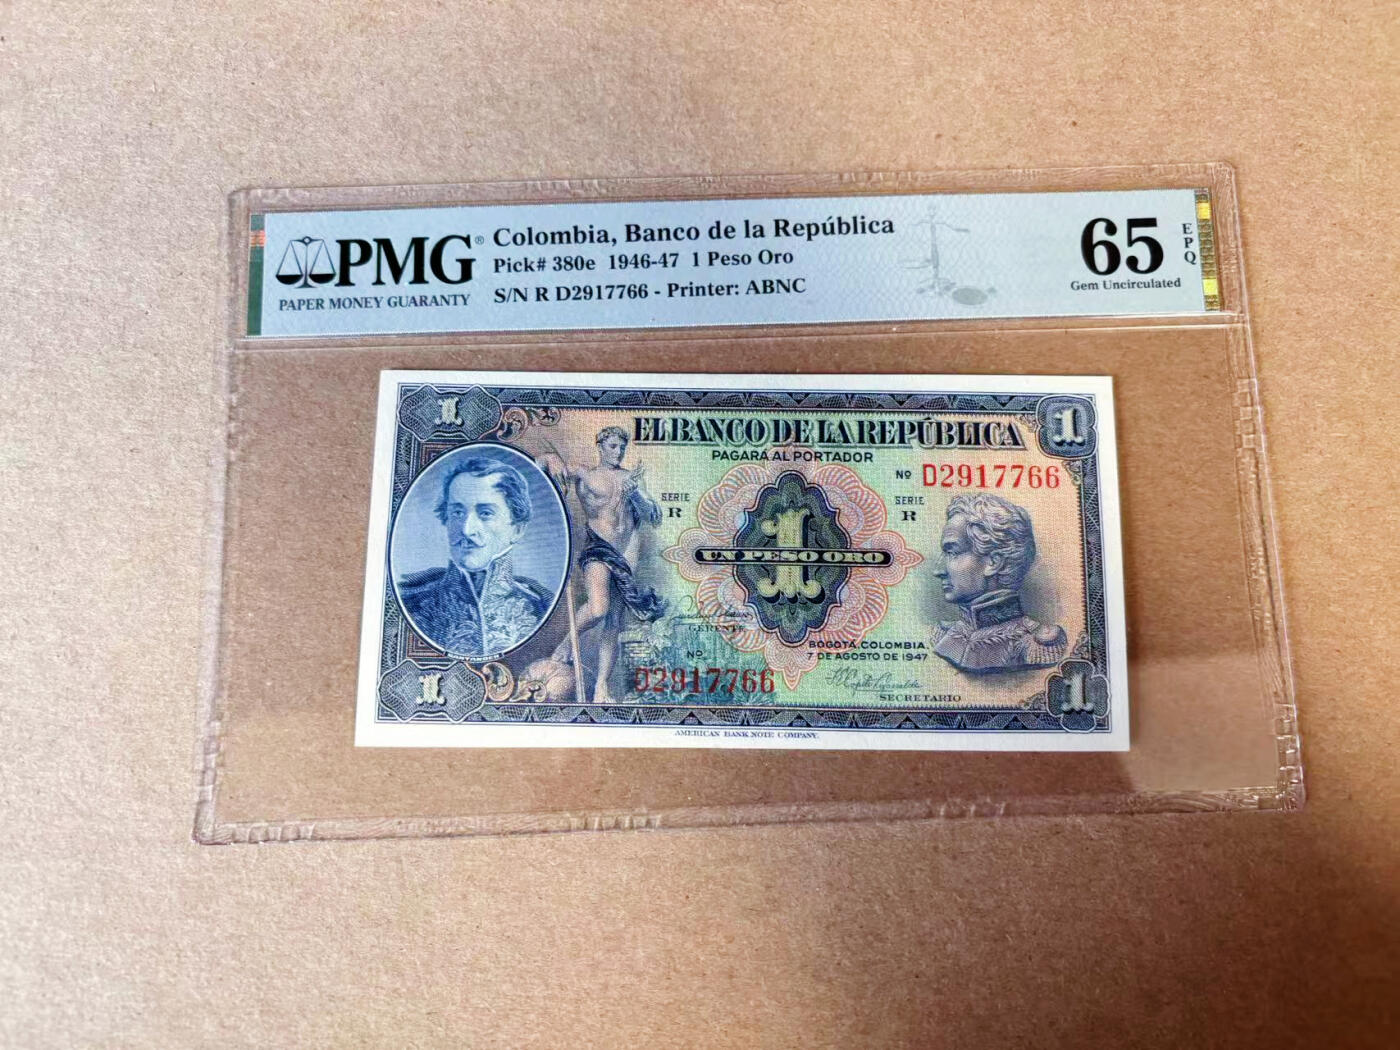 PMG®
PAPER MONEY GUARANTY
Colombia, Banco de la República
Pick# 380e 1946-47 1 Peso Oro
S/N R D2917766 - Printer: ABNC
65
EPQ
Gem Uncirculated
1
1
EL BANCO DE LA REPÚBLICA
PAGARÁ AL PORTADOR
Nº D2917766
SERIE
R
SERIE
R
1
UN PESO ORO
GERENTE
BOGOTÁ, COLOMBIA.
7 DE AGOSTO DE 1947
Nº
D2917766
SECRETARIO
SANTANDER
1
1
AMERICAN BANK NOTE COMPANY.